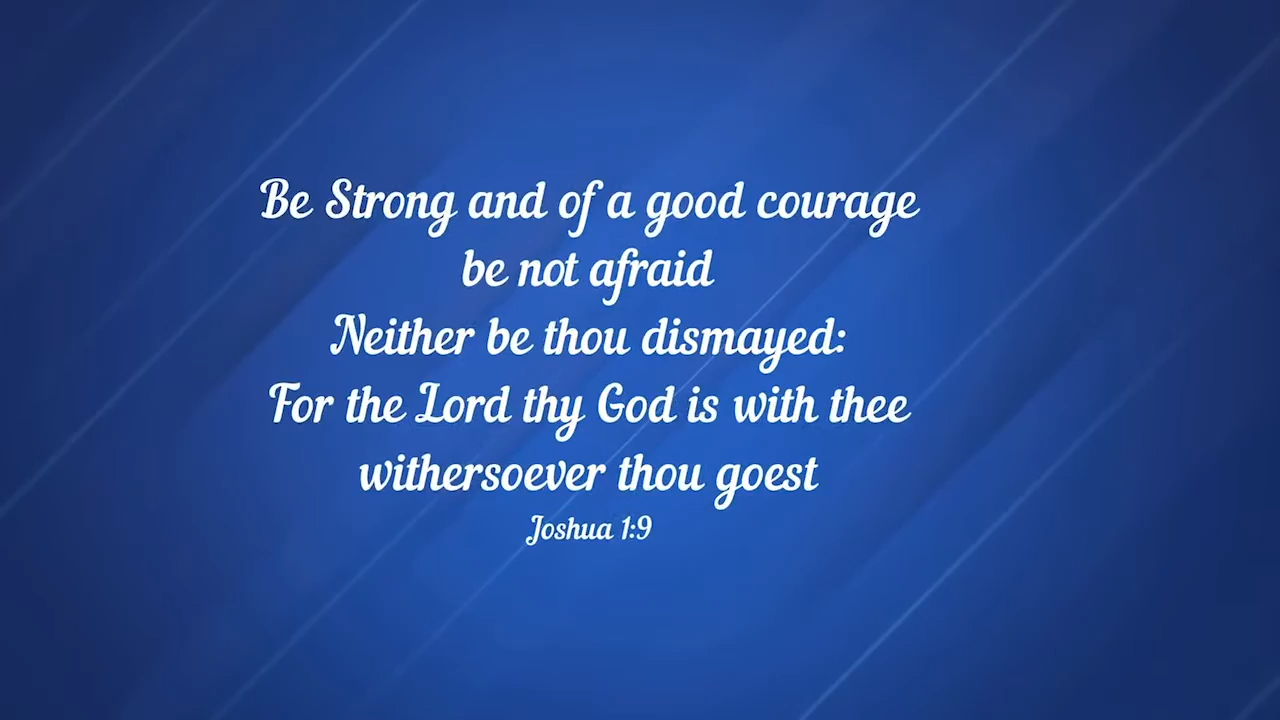 Be Strong and of a good courage
be not afraid
Neither be thou dismayed:
For the Lord thy God is with thee
withersoever thou goest
Joshua 1:9